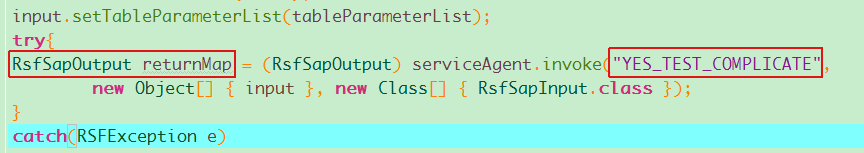 input.setTableParameterList(tableParameterList);
try{
RsfSapOutput returnMap = (RsfSapOutput) serviceAgent.invoke("YES_TEST_COMPLICATE",
new Object[] { input }, new Class[] { RsfSapInput.class });
}
catch(RSFException e)